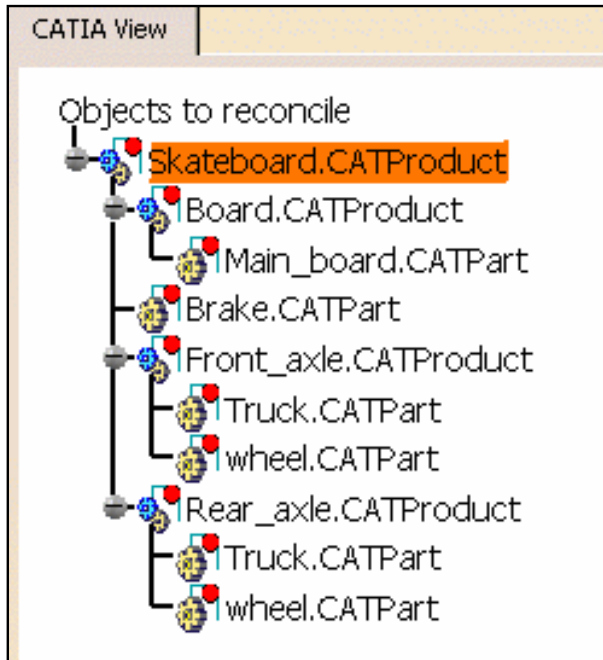 CATIA View
Objects to reconcile
Skateboard.CATProduct
Board.CATProduct
Main_board.CATPart
Brake.CATPart
Front_axle.CATProduct
Truck.CATPart
wheel.CATPart
Rear_axle.CATProduct
Truck.CATPart
wheel.CATPart